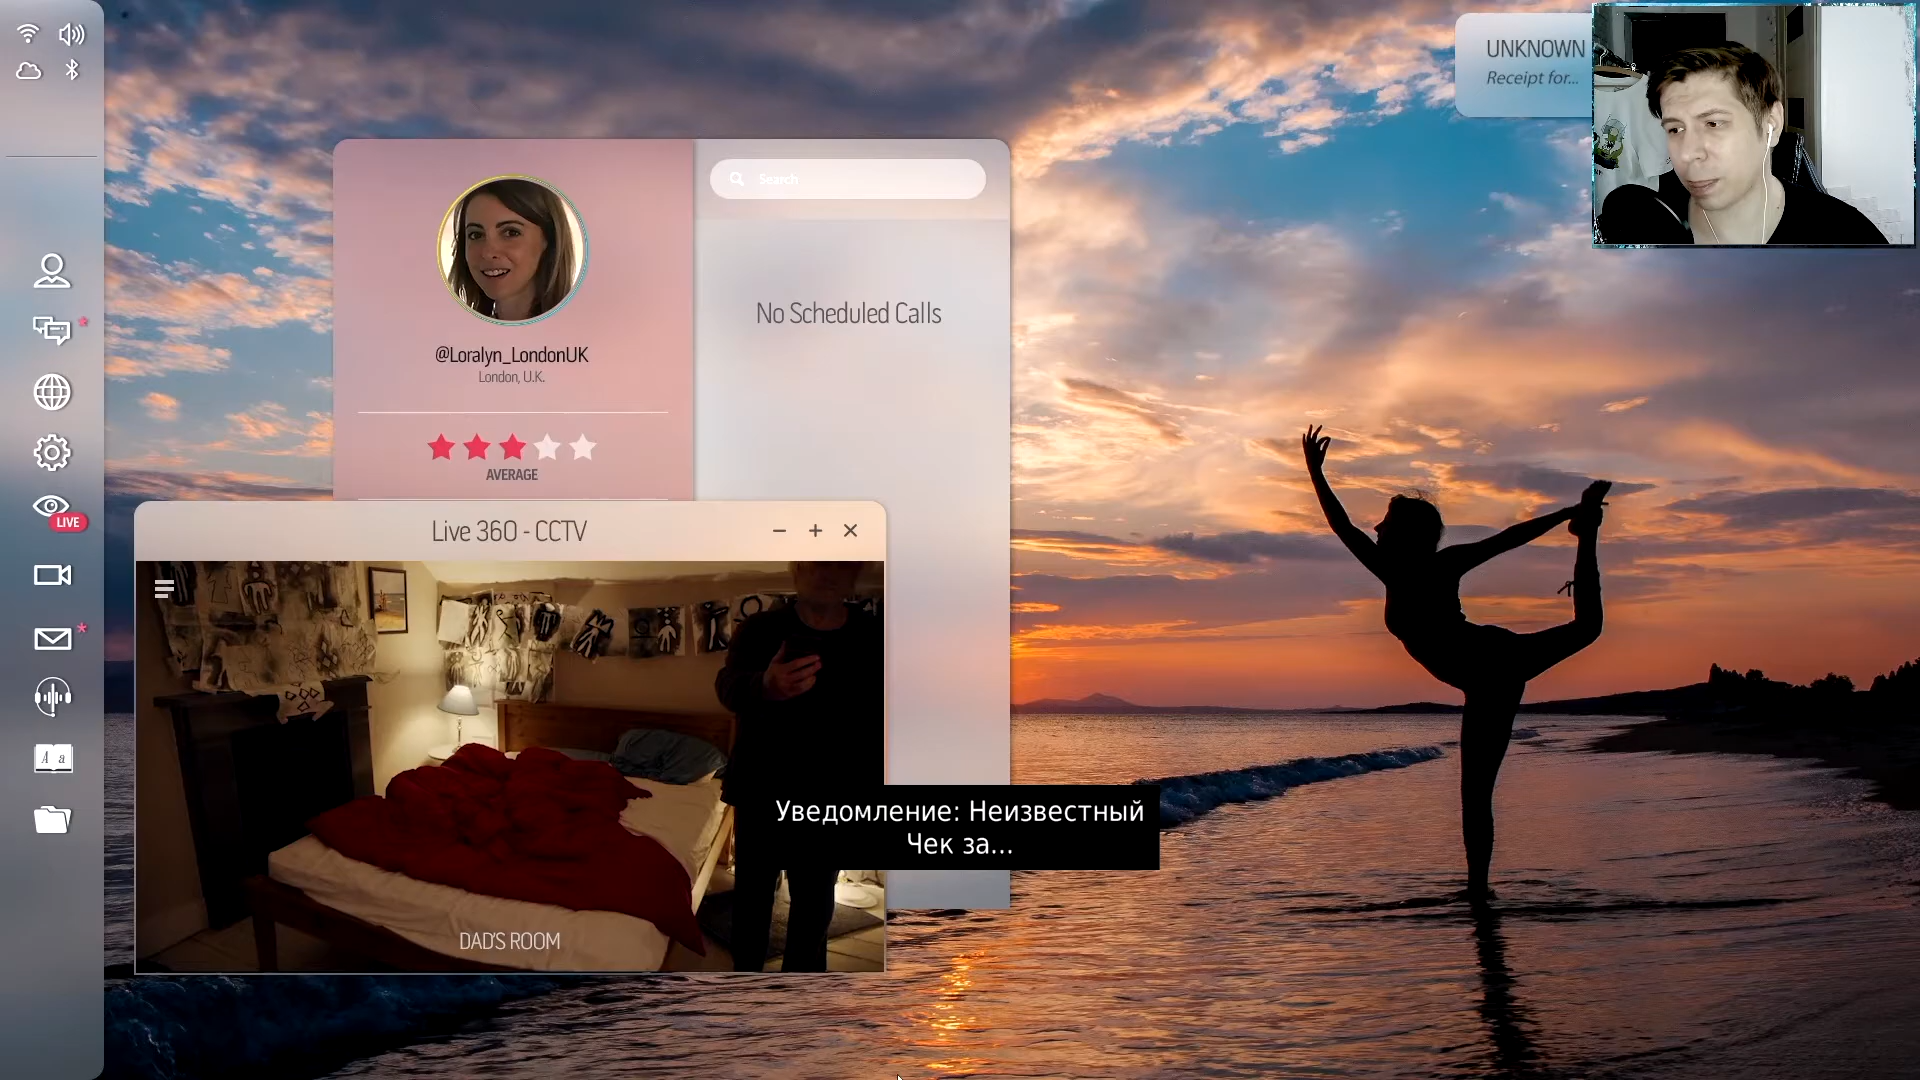 UNKNOWN
Receipt for...
Search
No Scheduled Calls
@Loralyn_LondonUK
London, U.K.
AVERAGE
LIVE
Live 360 - CCTV
DAD'S ROOM
A a
Уведомление: Неизвестный
Чек за...